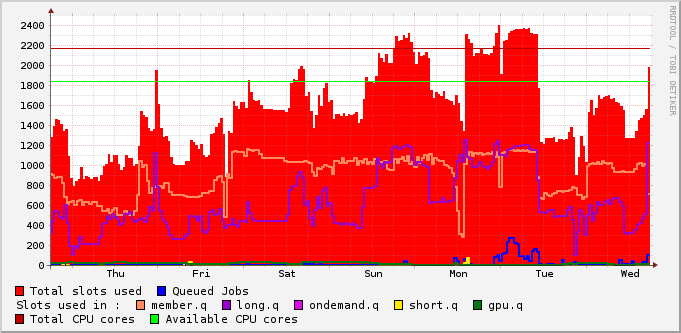 2400
2200
2000
1800
1600
1400
1200
1000
800
600
400
200
0
Thu Fri Sat Sun Mon Tue Wed
RRDTOOL / TOBI OETIKER
Total slots used Queued Jobs
Slots used in : member.q long.q ondemand.q short.q gpu.q
Total CPU cores Available CPU cores